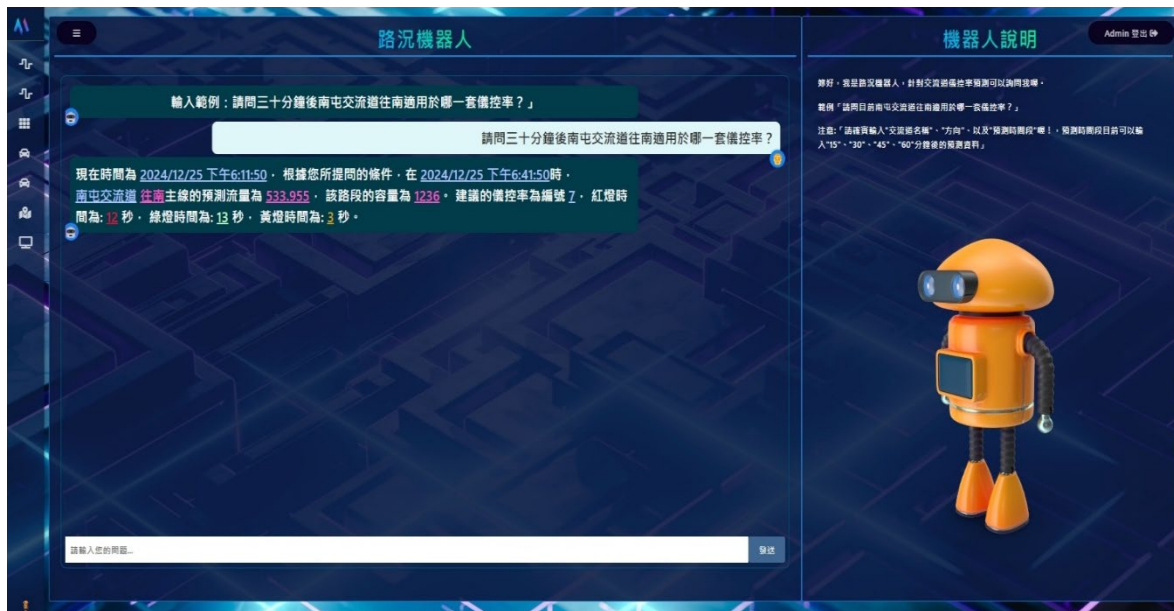 路況機器人
輸入範例：請問三十分鐘後南屯交流道往南適用於哪一套儀控率？」
請問三十分鐘後南屯交流道往南適用於哪一套儀控率？
現在時間為 2024/12/25 下午6:11:50， 根據您所提問的條件，在 2024/12/25 下午6:41:50時，
南屯交流道 往南主線的預測流量為 533.955， 該路段的容量為 1236。 建議的儀控率為編號 7， 紅燈時
間為: 12 秒， 綠燈時間為: 13 秒， 黃燈時間為: 3 秒。
請輸入您的問題...
發送
機器人說明
Admin 登出
您好，我是路況機器人，針對交流道儀控率預測可以詢問我喔。
範例「請問目前南屯交流道往南適用於哪一套儀控率？」
注意:「請確實輸入"交流道名稱"、"方向"、以及"預測時間段"喔！，預測時間段目前可以輸
入"15"、"30"、"45"、"60"分鐘後的預測資料」